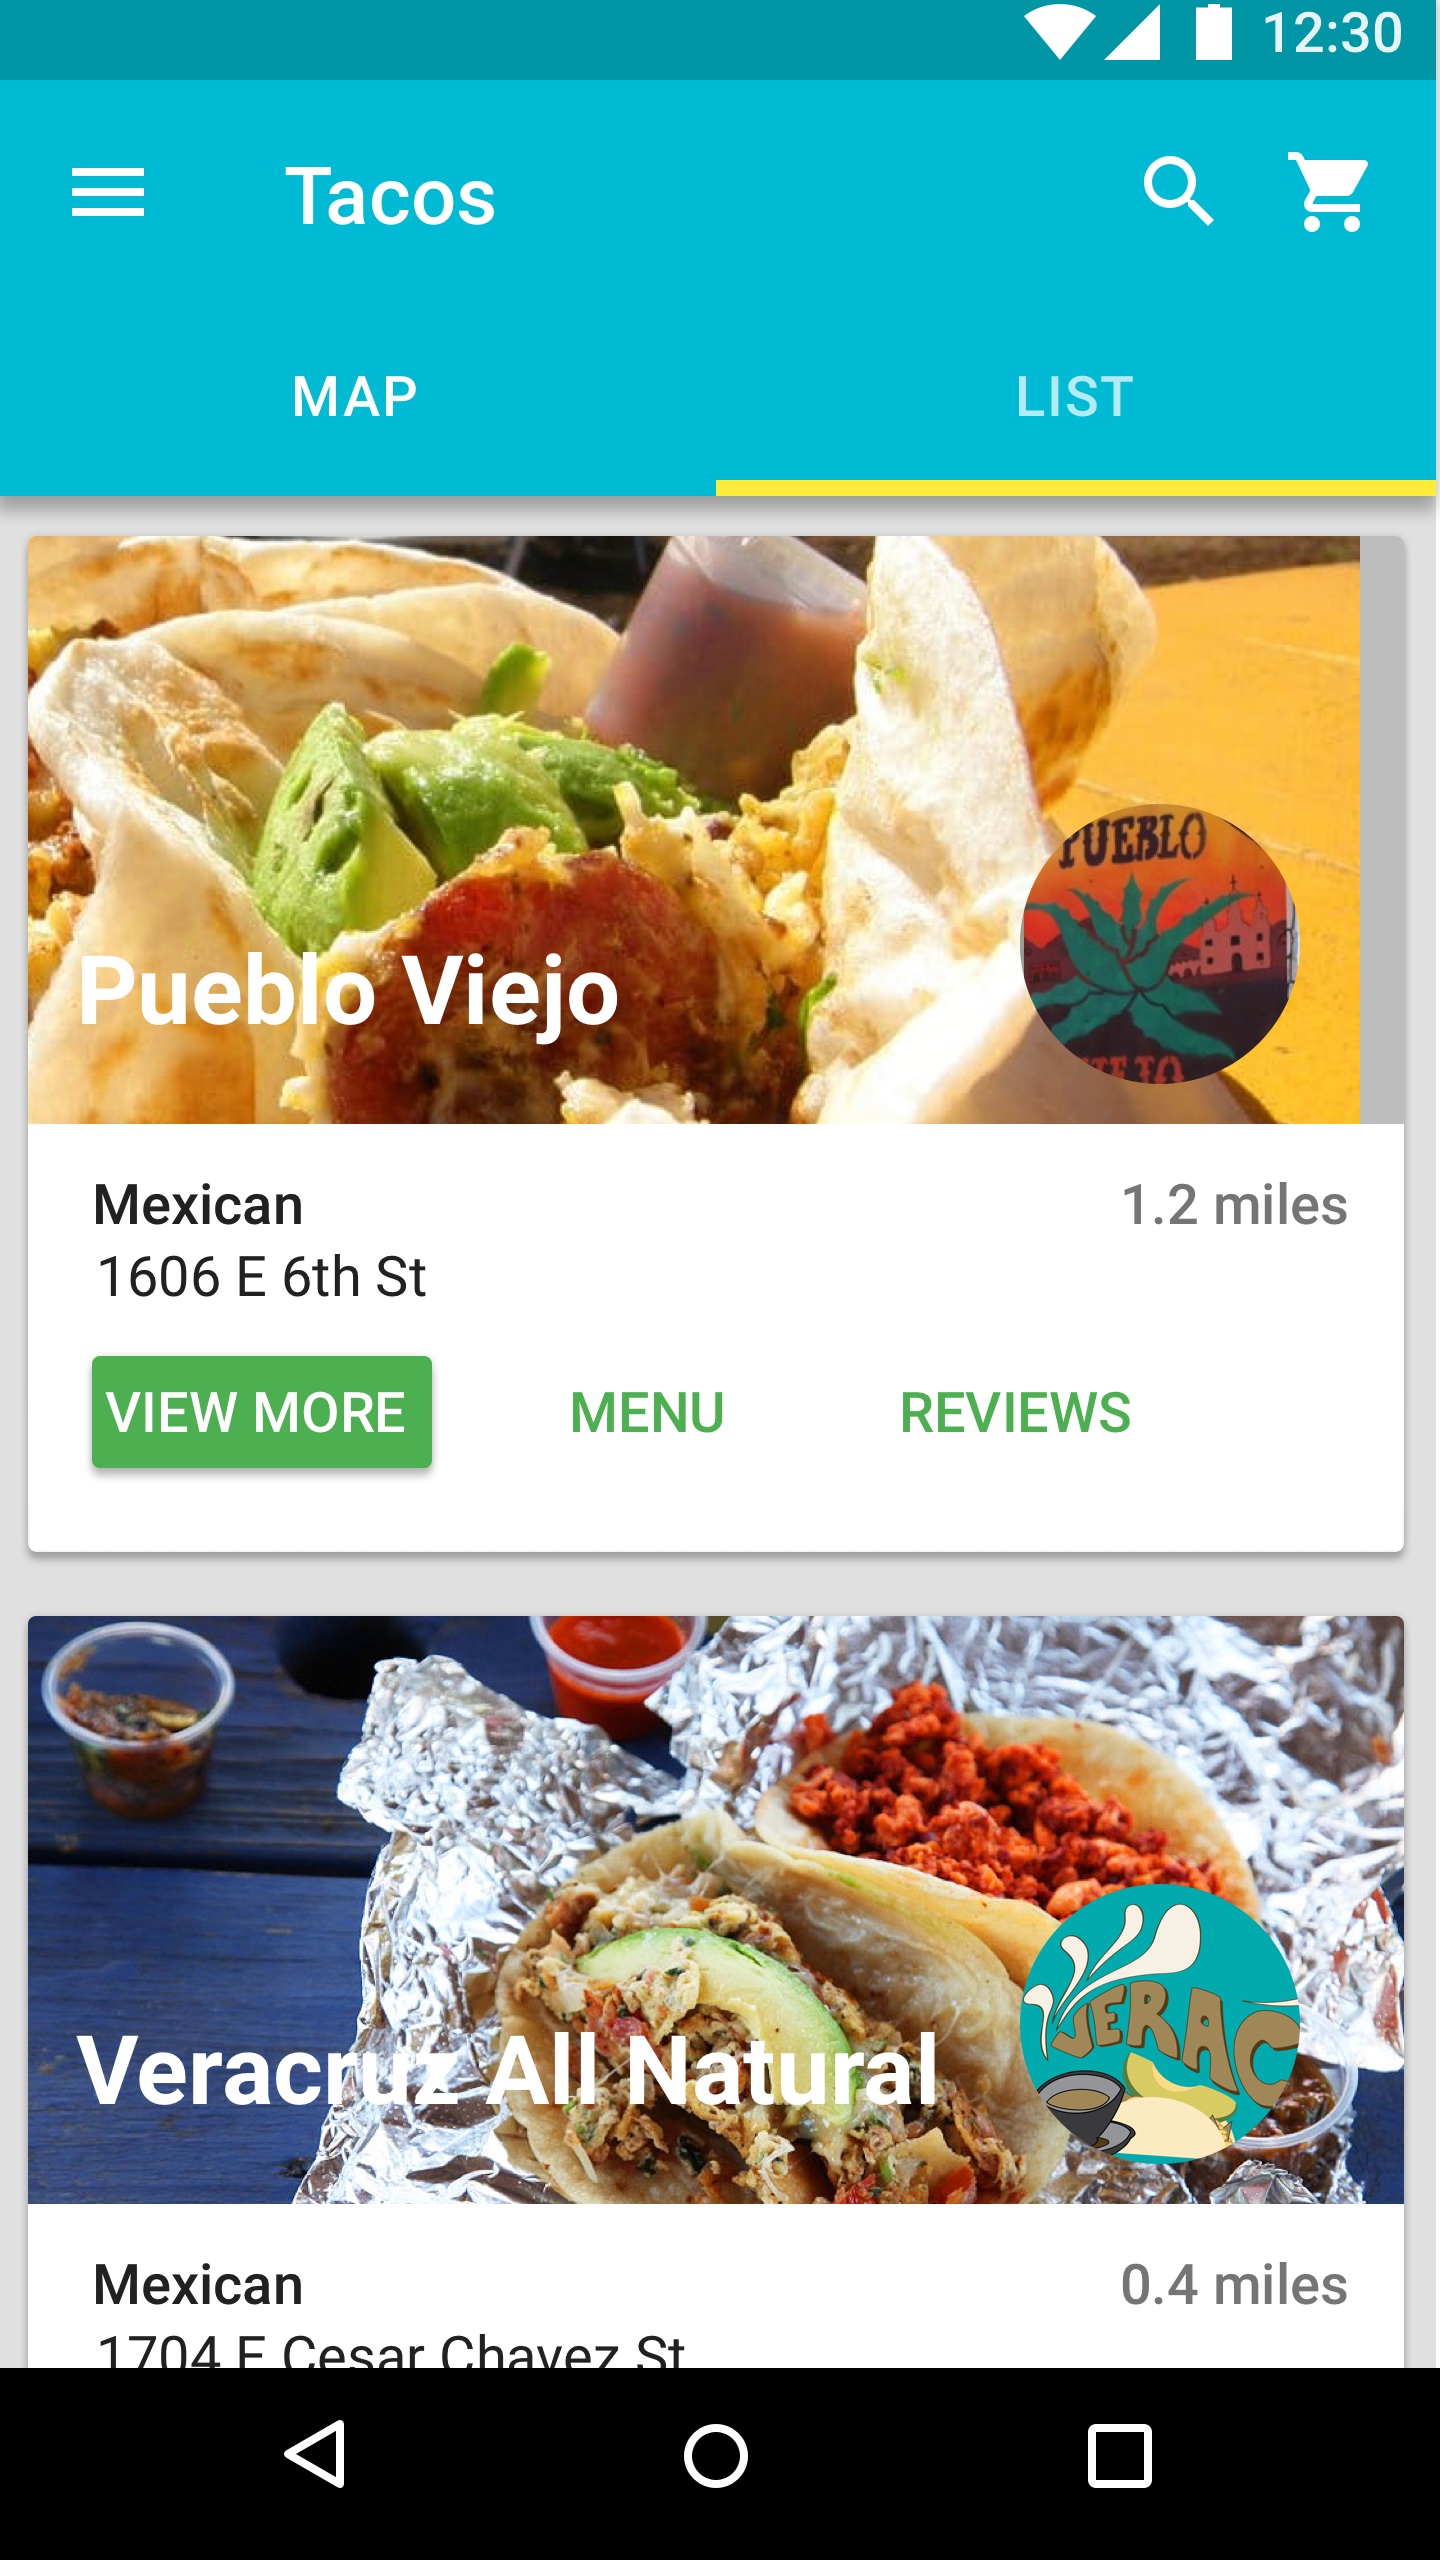 12:30
Tacos
MAP
LIST
PUEBLO
VIEJO
Pueblo Viejo
Mexican
1.2 miles
1606 E 6th St
VIEW MORE
MENU
REVIEWS
VERAC
Veracruz All Natural
Mexican
0.4 miles
1704 E Cesar Chavez St